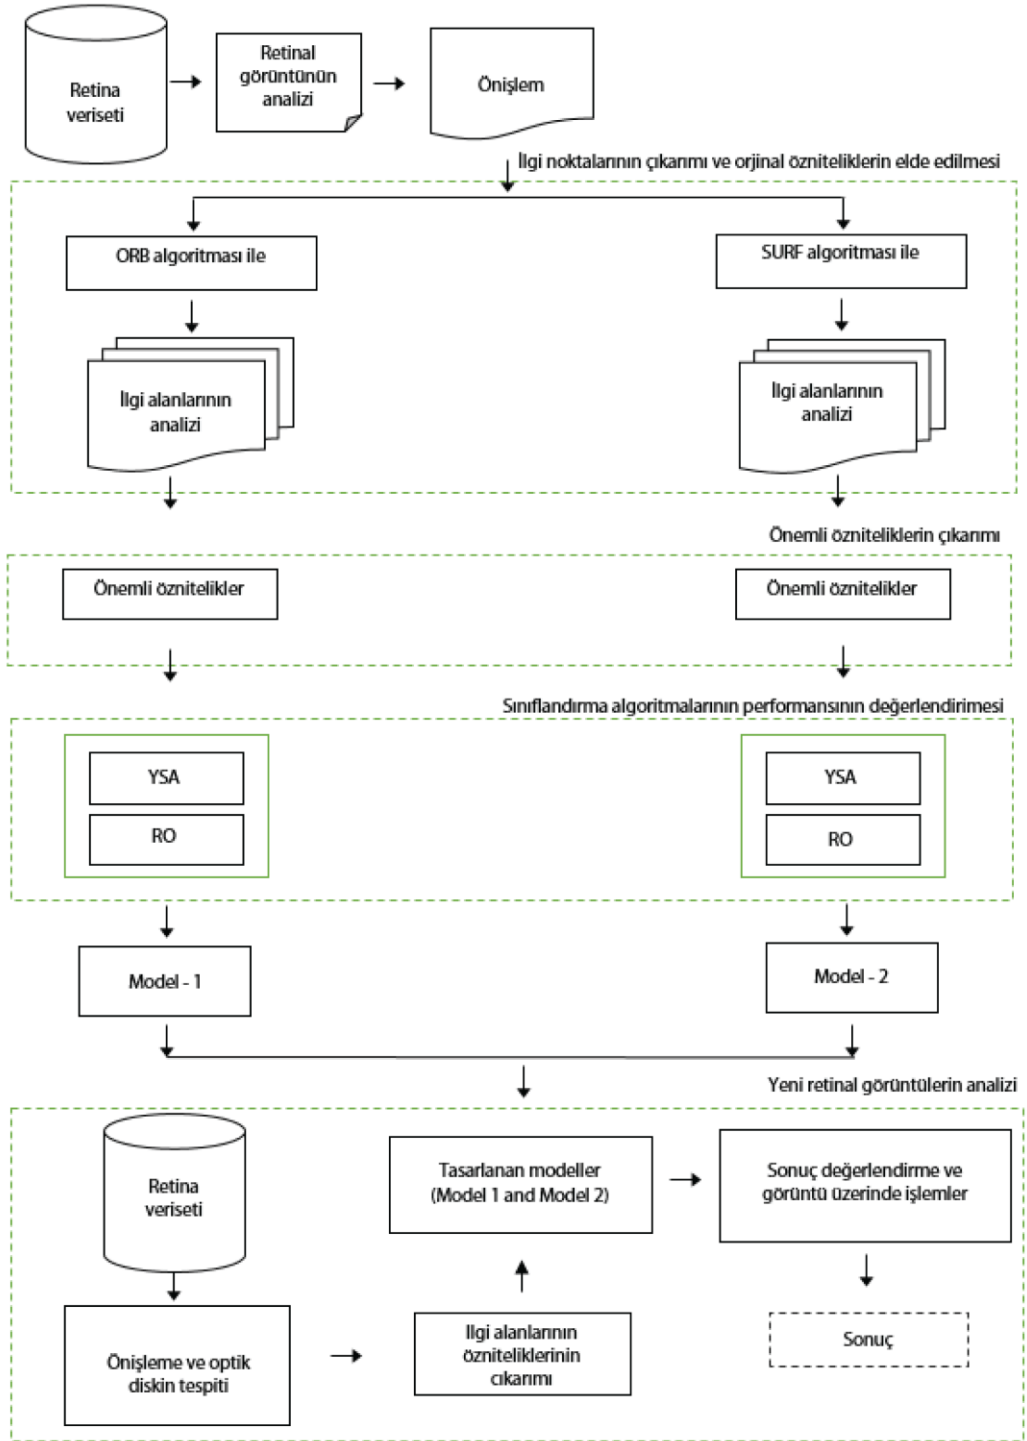 Retina
veriseti
Retinal
görüntünün
analizi
Önişlem
İlgi noktalarının çıkarımı ve orjinal özniteliklerin elde edilmesi
ORB algoritması ile
SURF algoritması ile
İlgi alanlarının
analizi
İlgi alanlarının
analizi
Önemli özniteliklerin çıkarımı
Önemli öznitelikler
Önemli öznitelikler
Sınıflandırma algoritmalarının performansının değerlendirimesi
YSA
RO
YSA
RO
Model - 1
Model - 2
Yeni retinal görüntülerin analizi
Retina
veriseti
Tasarlanan modeller
(Model 1 and Model 2)
Sonuç değerlendirme ve
görüntü üzerinde işlemler
Önişleme ve optik
diskin tespiti
Ilgi alanlarının
özniteliklerinin
cıkarımı
Sonuç